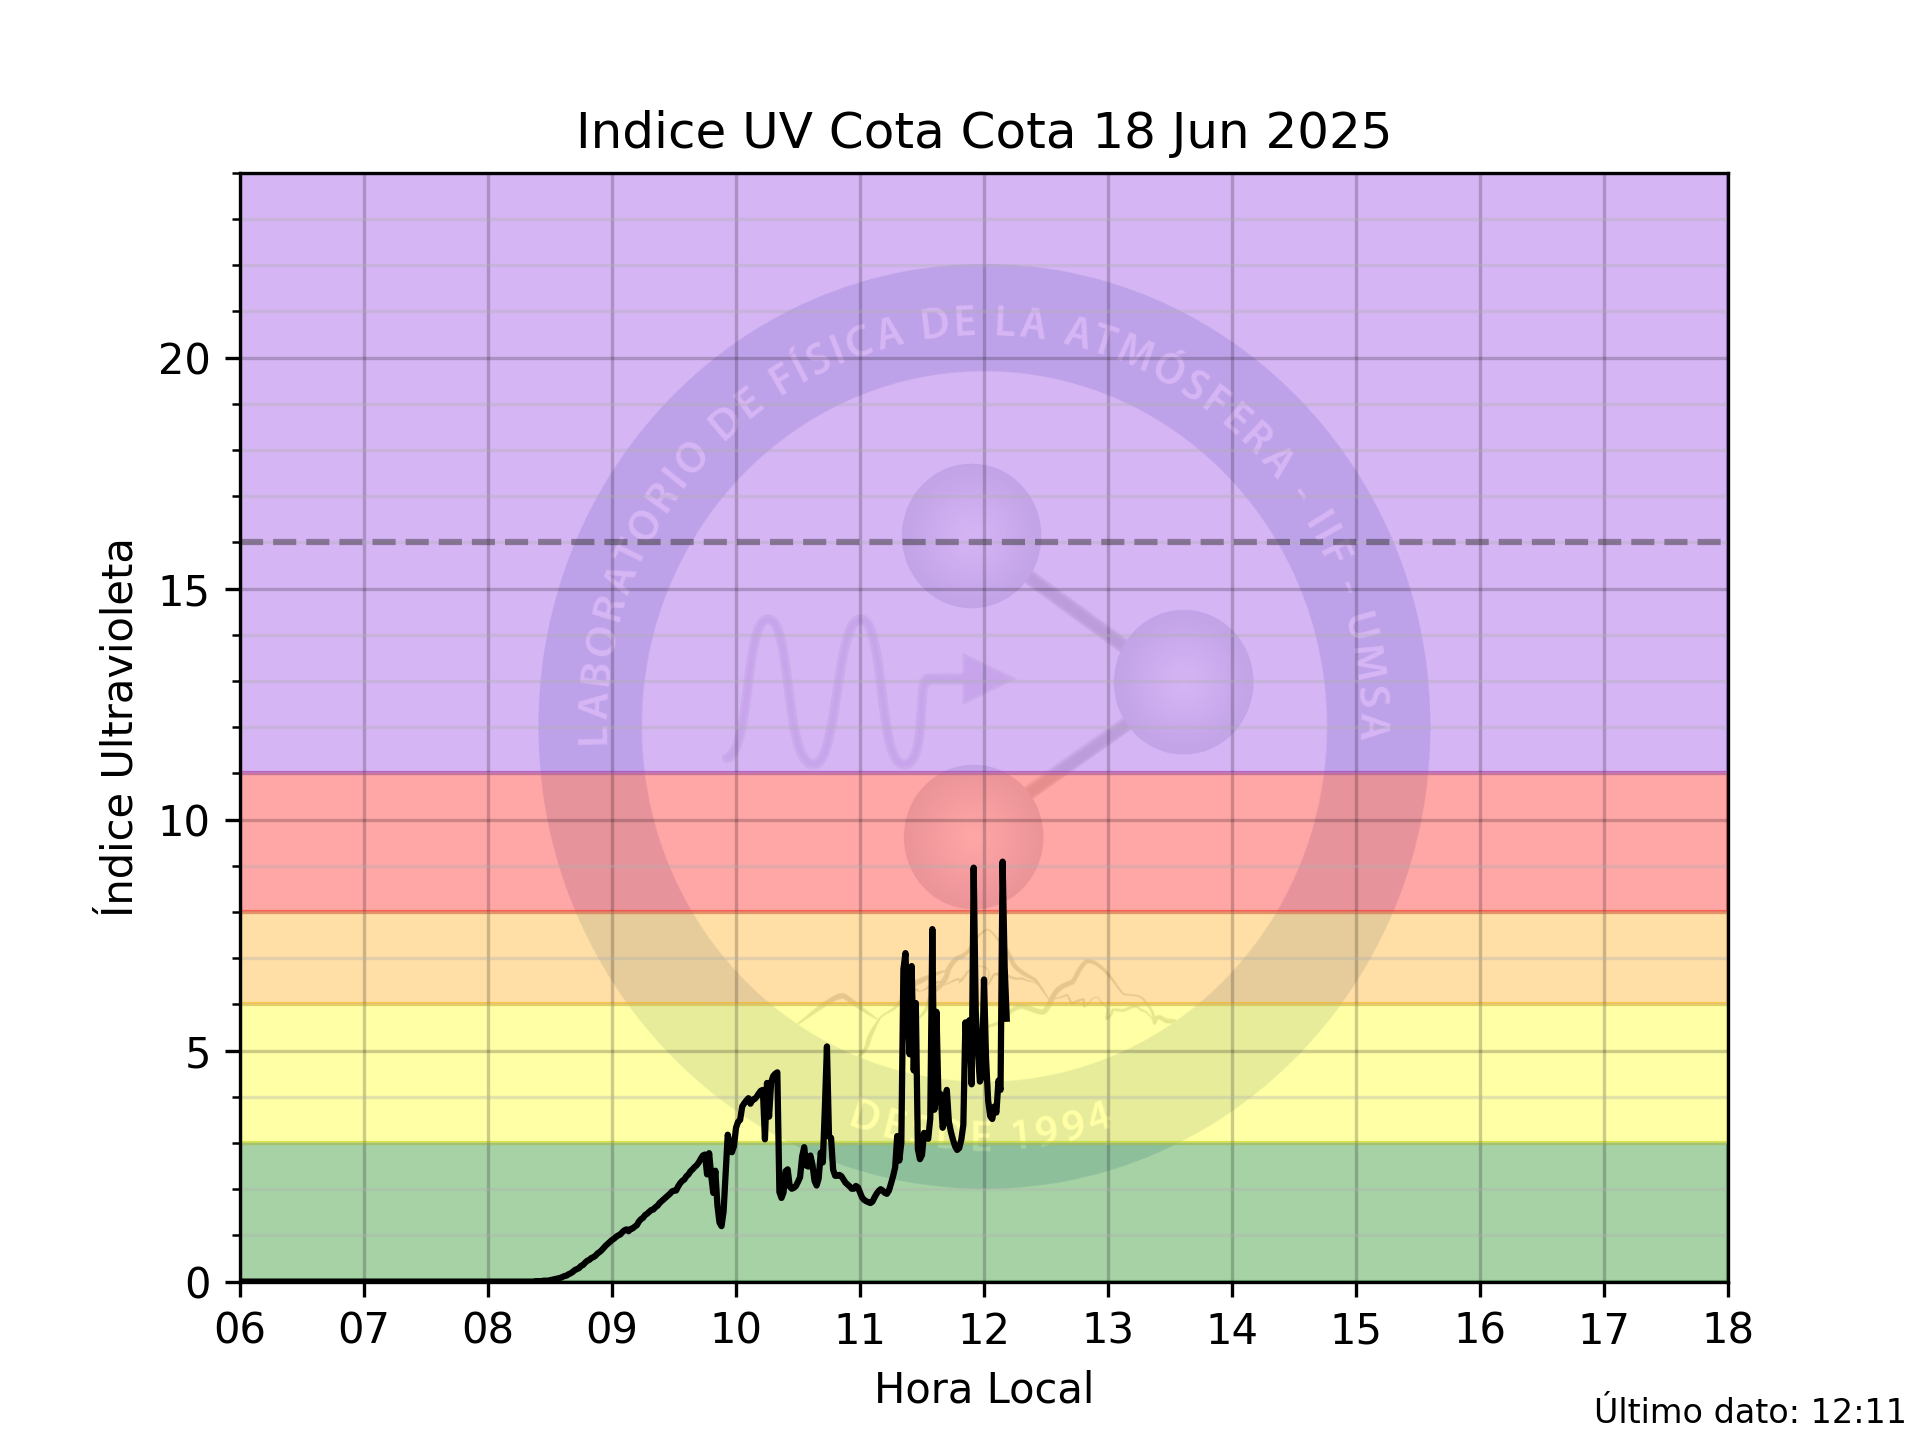 Indice UV Cota Cota 18 Jun 2025
Índice Ultravioleta
20
15
10
5
0
LABORATORIO DE FÍSICA DE LA ATMÓSFERA - IIF - UMSA
DESDE 1994
06 07 08 09 10 11 12 13 14 15 16 17 18
Hora Local
Último dato: 12:11